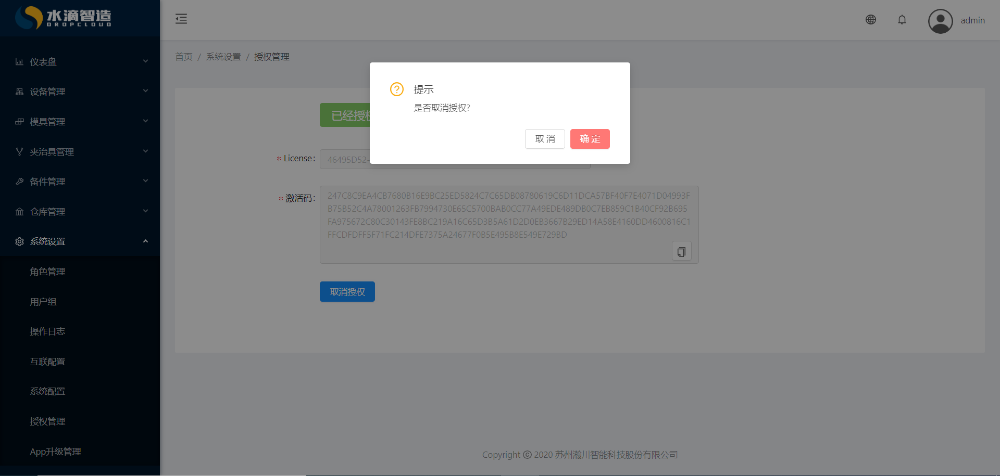 水滴智造
DROPCLOUD
admin
仪表盘
设备管理
模具管理
夹治具管理
备件管理
仓库管理
系统设置
角色管理
用户组
操作日志
互联配置
系统配置
授权管理
App升级管理
首页 / 系统设置 / 授权管理
提示
是否取消授权?
取 消
确 定
已经授权
* License:
46495D52-
* 激活码:
247C8C9EA4CB7680B16E9BC25ED5824C7C65DB08780619C6D11DCA57BF40F7E4071D04993F
B75B52C4A78001263FB7994730E65C5700BAB0CC77A49EDE489DB0C7EB859C1B40CF92B695
FA975672C80C30143FE8BC219A16C65D3B5A61D2D0EB3667B29ED14A58E4160DD4600816C1
FFCDFDFF5F71FC214DFE7375A24677F0B5E495B8E549E729BD
取消授权
Copyright © 2020 苏州瀚川智能科技股份有限公司